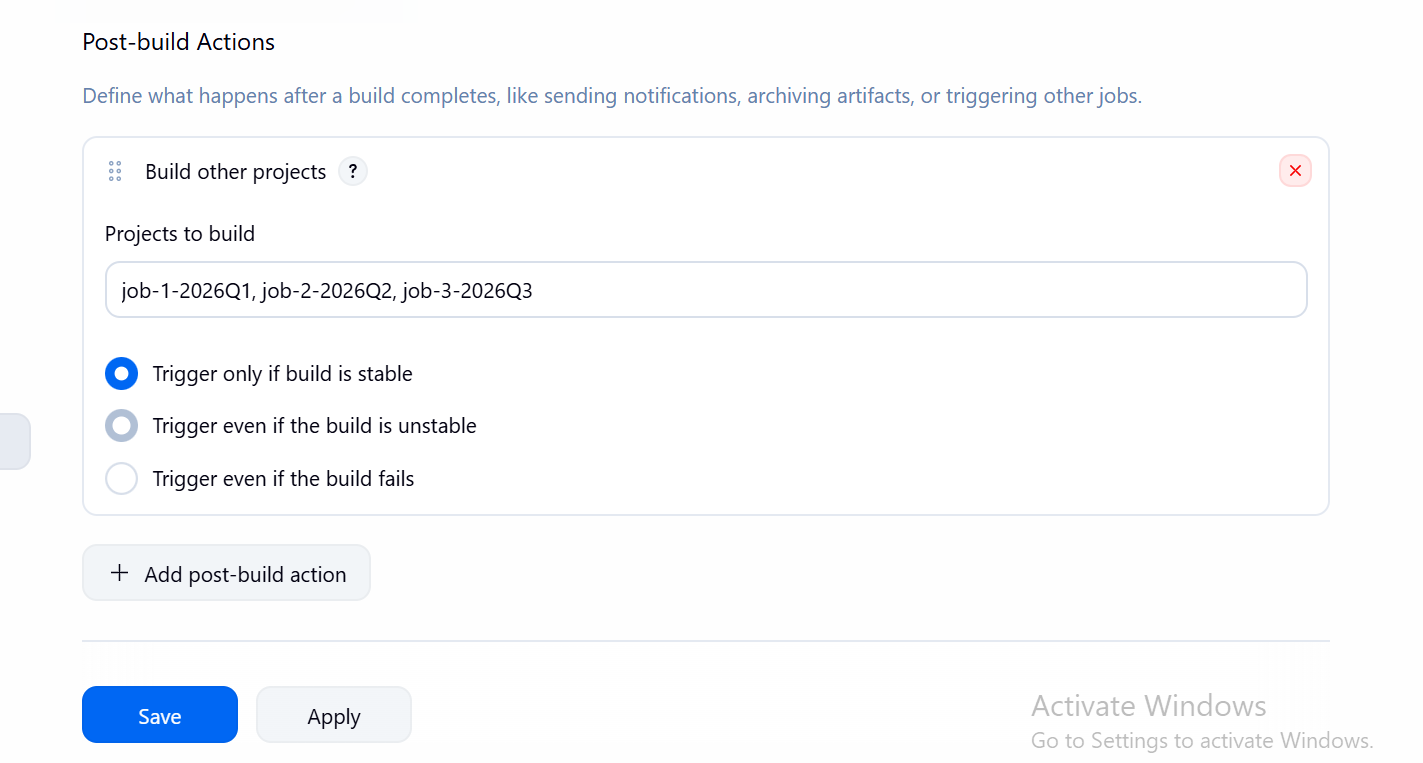 Post-build Actions
Define what happens after a build completes, like sending notifications, archiving artifacts, or triggering other jobs.
Build other projects ?
Projects to build
job-1-2026Q1, job-2-2026Q2, job-3-2026Q3
Trigger only if build is stable
Trigger even if the build is unstable
Trigger even if the build fails
+ Add post-build action
Save Apply
Activate Windows
Go to Settings to activate Windows.